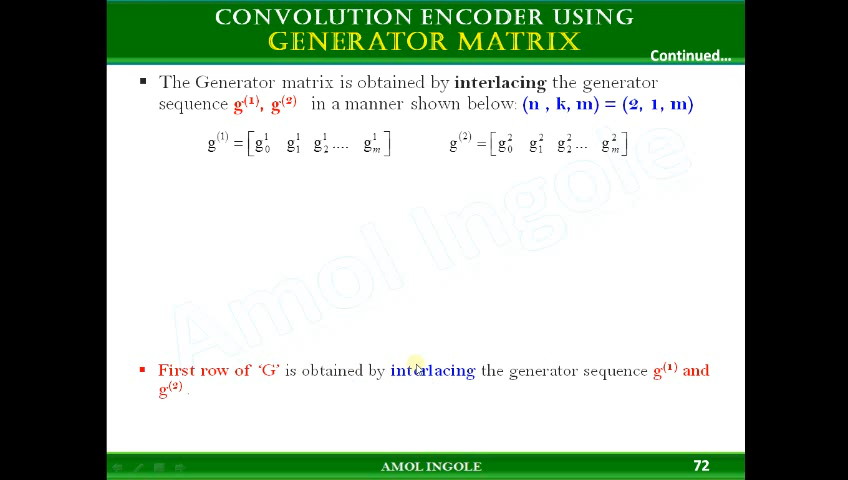 CONVOLUTION ENCODER USING
GENERATOR MATRIX
Continued...
▪ The Generator matrix is obtained by interlacing the generator
sequence g⁽¹⁾, g⁽²⁾ in a manner shown below: (n , k, m) = (2, 1, m)
g⁽¹⁾ = [g₀¹ g₁¹ g₂¹ .... gₘ¹] g⁽²⁾ = [g₀² g₁² g₂² ... gₘ²]
Amol Ingole
▪ First row of ‘G’ is obtained by interlacing the generator sequence g⁽¹⁾ and
g⁽²⁾ .
AMOL INGOLE
72